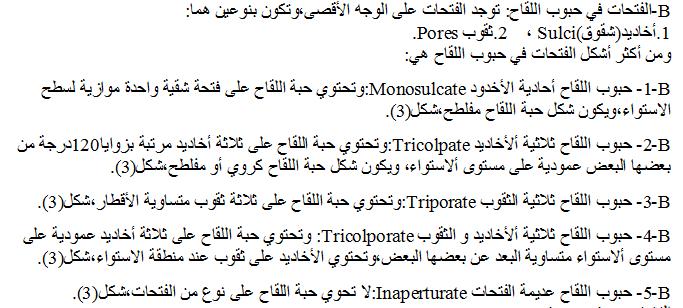 B-الفتحات في حبوب اللقاح: توجد الفتحات على الوجه الأقصى،وتكون بنوعين هما:
1.أخاديد(شقوق)Sulci ، 2.ثقوب Pores.
ومن أكثر أشكل الفتحات في حبوب اللقاح هي:
B-1- حبوب اللقاح أحادية الأخدود Monosulcate:وتحتوي حبة اللقاح على فتحة شقية واحدة موازية لسطح
الاستواء،ويكون شكل حبة اللقاح مفلطح،شكل(3).
B-2- حبوب اللقاح ثلاثية ألأخاديد Tricolpate:وتحتوي حبة اللقاح على ثلاثة أخاديد مرتبة بزوايا120درجة من
بعضها البعض عمودية على مستوى ألاستواء، ويكون شكل حبة اللقاح كروي أو مفلطح،شكل(3).
B-3- حبوب اللقاح ثلاثية الثقوب Triporate:وتحتوي حبة اللقاح على ثلاثة ثقوب متساوية الأقطار،شكل(3).
B-4- حبوب اللقاح ثلاثية ألأخاديد و الثقوب Tricolporate: وتحتوي حبة اللقاح على ثلاثة أخاديد عمودية على
مستوى ألاستواء متساوية البعد عن بعضها البعض،وتحتوي الأخاديد على ثقوب عند منطقة الاستواء،شكل(3).
B-5- حبوب اللقاح عديمة الفتحات Inaperturate:لا تحوي حبة اللقاح على نوع من الفتحات،شكل(3).